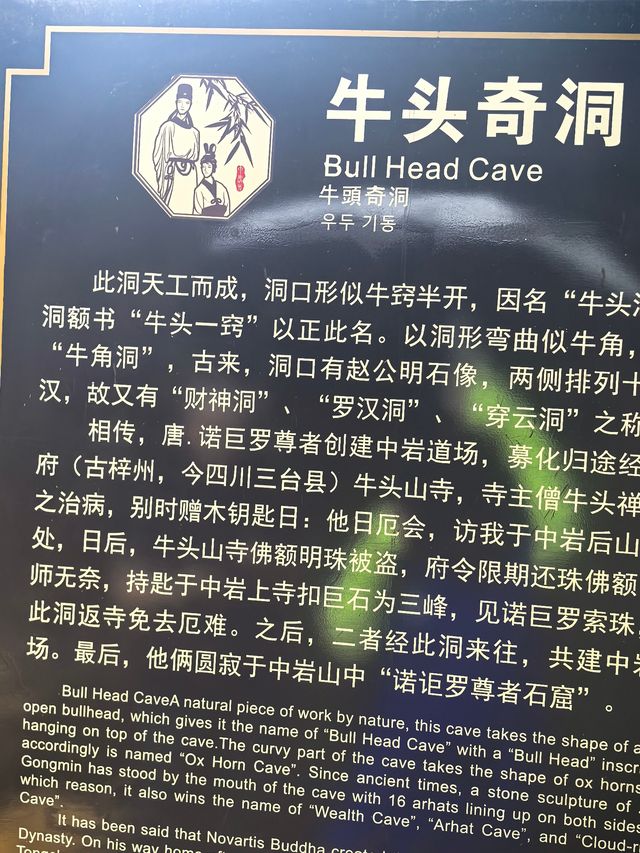 牛头奇洞
Bull Head Cave
牛頭奇洞
우두 기동
此洞天工而成，洞口形似牛窍半开，因名“牛头
洞额书“牛头一窍”以正此名。以洞形弯曲似牛角，
“牛角洞”，古来，洞口有赵公明石像，两侧排列十
汉，故又有“财神洞”、“罗汉洞”、“穿云洞”之称
相传，唐.诺巨罗尊者创建中岩道场，募化归途经
府（古梓州，今四川三台县）牛头山寺，寺主僧牛头禅
之治病，别时赠木钥匙日：他日厄会，访我于中岩后山
处，日后，牛头山寺佛额明珠被盗，府令限期还珠佛额
师无奈，持匙于中岩上寺扣巨石为三峰，见诺巨罗索珠
此洞返寺免去厄难。之后，二者经此洞来往，共建中岩
场。最后，他俩圆寂于中岩山中“诺讵罗尊者石窟”。
Bull Head CaveA natural piece of work by nature, this cave takes the shape of a
open bullhead, which gives it the name of “Bull Head Cave” with a “Bull Head” inscri
hanging on top of the cave.The curvy part of the cave takes the shape of ox horns
accordingly is named “Ox Horn Cave”. Since ancient times, a stone sculpture of
Gongmin has stood by the mouth of the cave with 16 arhats lining up on both sides
which reason, it also wins the name of “Wealth Cave”, “Arhat Cave”, and “Cloud-
Cave”.
It has been said that Novartis Buddha created
Dynasty. On his way home